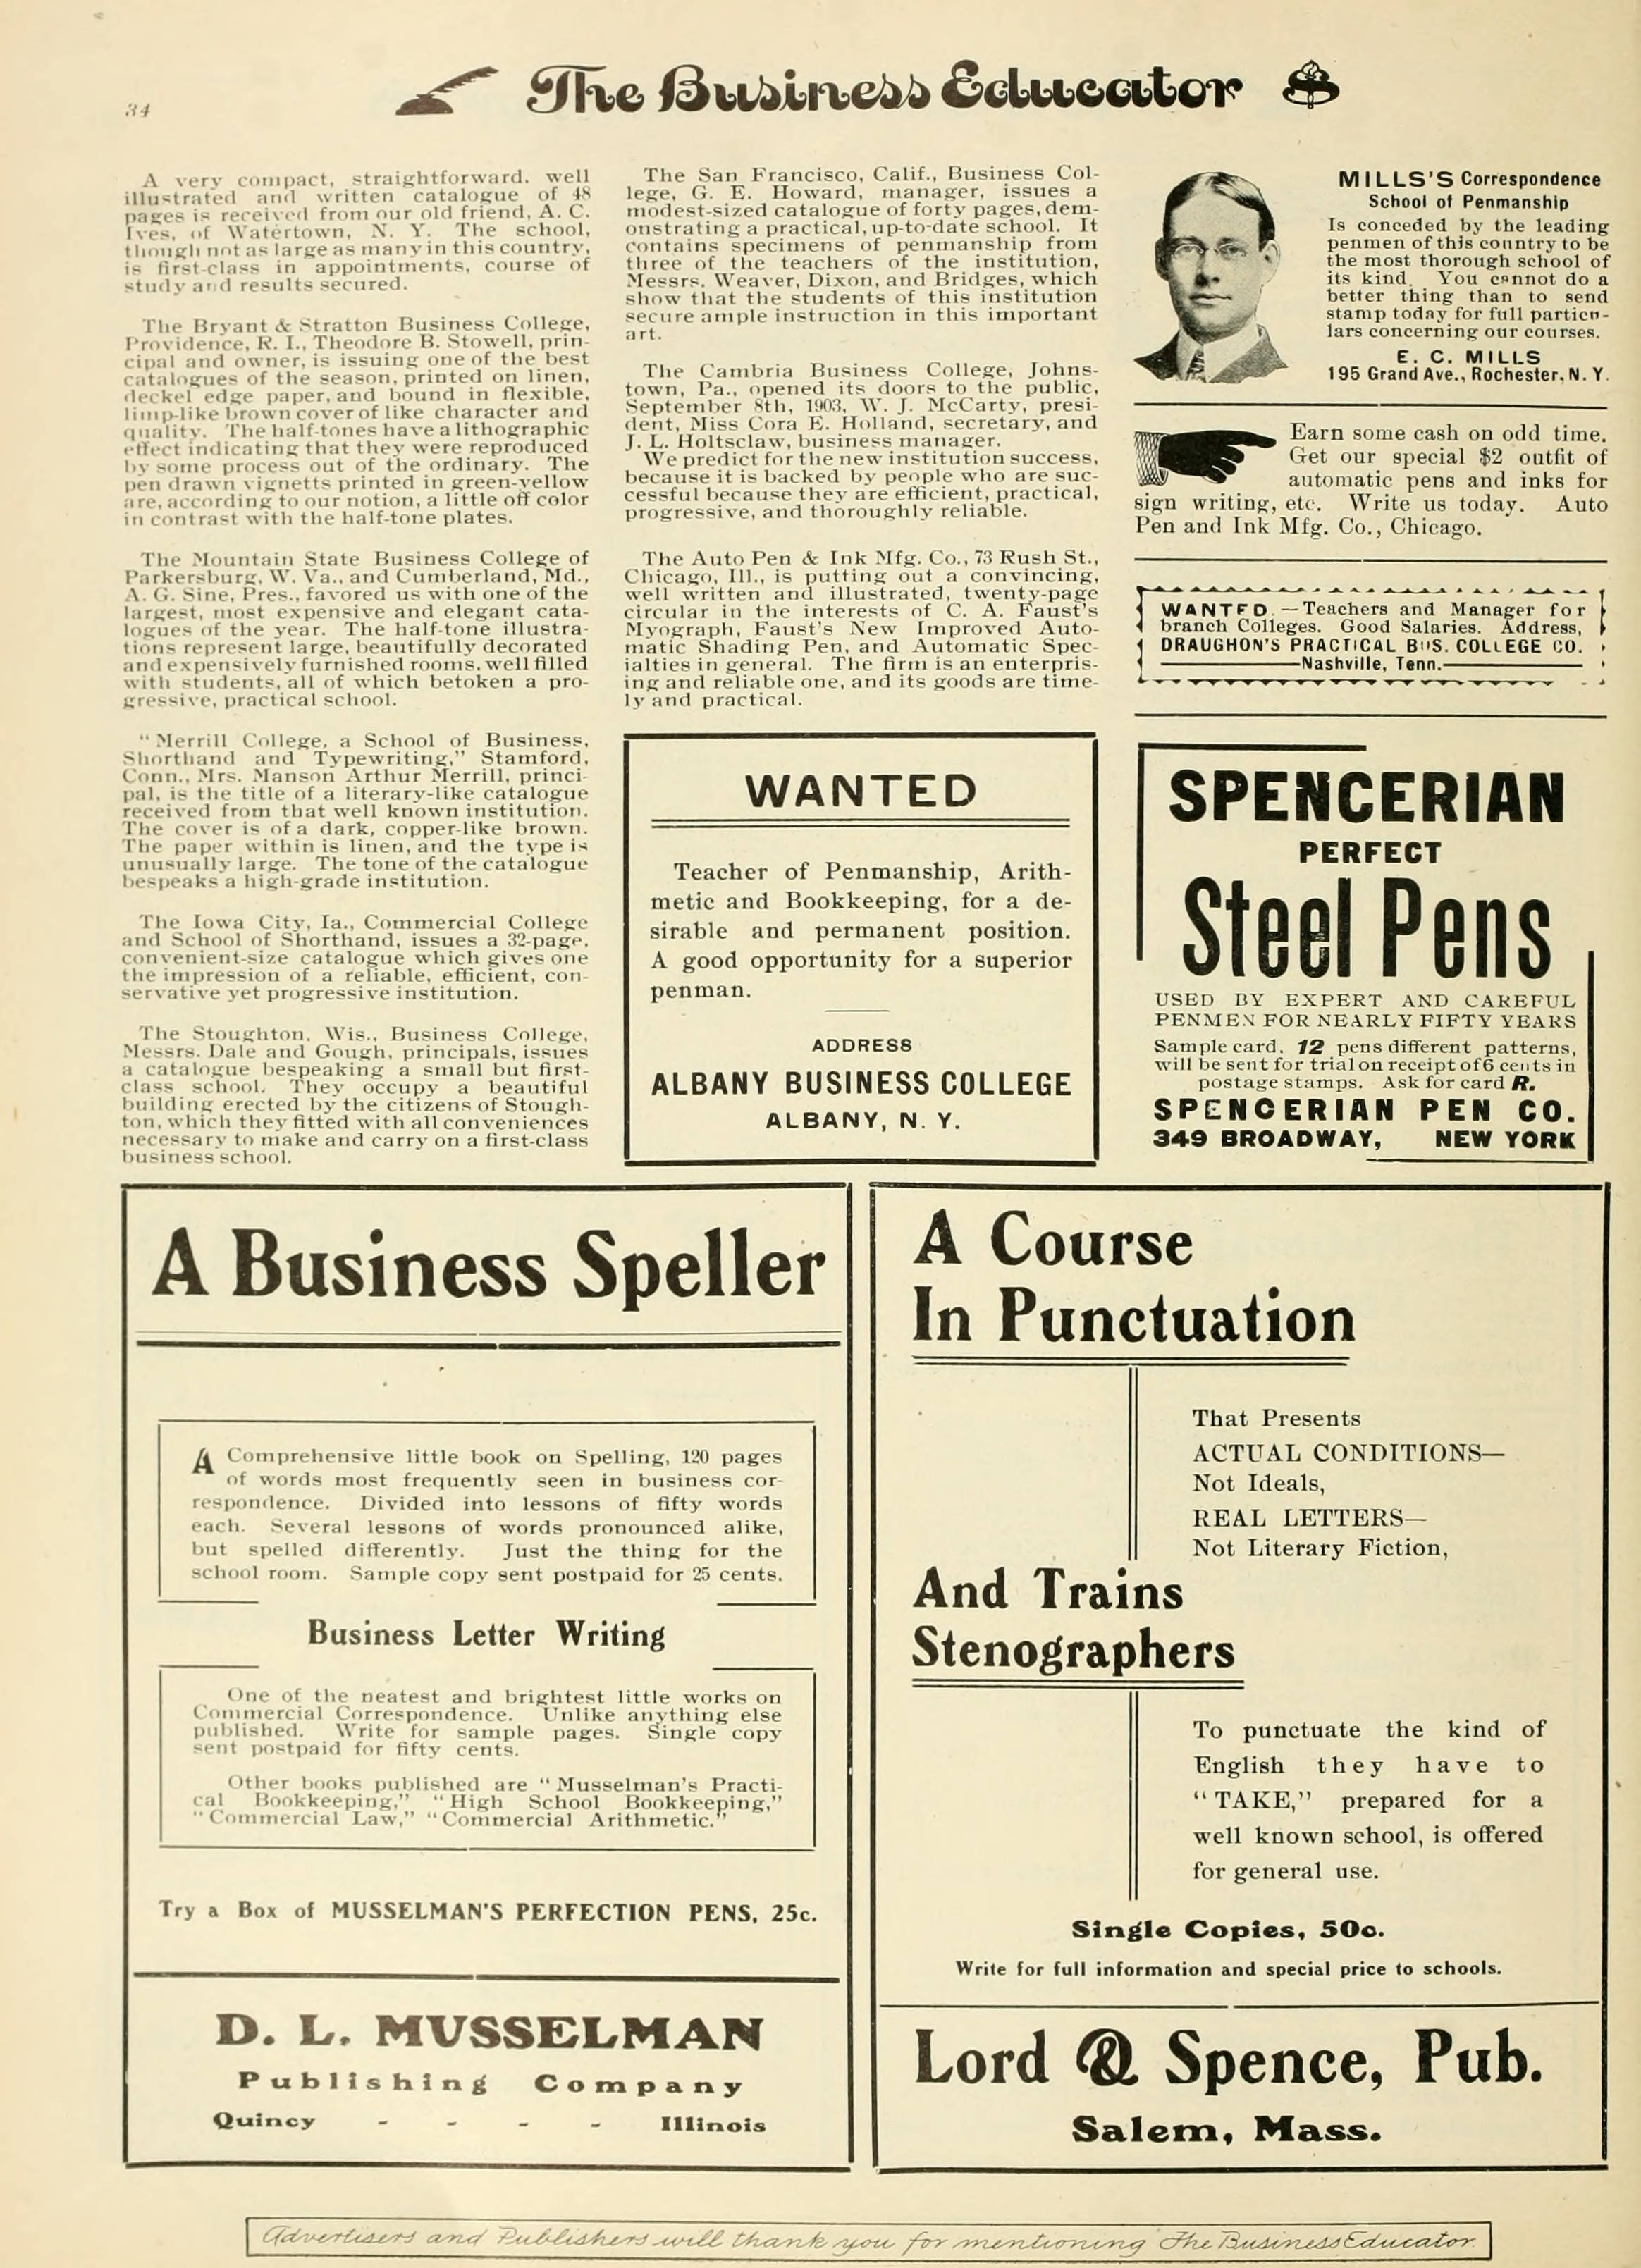 34
The Business Educator
A very compact, straightforward, well
illustrated and written catalogue of 48
pages is received from our old friend, A. C.
Ives, of Watertown, N. Y. The school,
though not as large as many in this country,
is first-class in appointments, course of
study and results secured.
The Bryant & Stratton Business College,
Providence, R. I., Theodore B. Stowell, prin-
cipal and owner, is issuing one of the best
catalogues of the season, printed on linen,
deckel edge paper, and bound in flexible,
limp-like brown cover of like character and
quality. The half-tones have a lithographic
effect indicating that they were reproduced
by some process out of the ordinary. The
pen drawn vignetts printed in green-yellow
are, according to our notion, a little off color
in contrast with the half-tone plates.
The Mountain State Business College of
Parkersburg, W. Va., and Cumberland, Md.,
A. G. Sine, Pres., favored us with one of the
largest, most expensive and elegant cata-
logues of the year. The half-tone illustra-
tions represent large, beautifully decorated
and expensively furnished rooms, well filled
with students, all of which betoken a pro-
gressive, practical school.
"Merrill College, a School of Business,
Shorthand and Typewriting," Stamford,
Conn., Mrs. Manson Arthur Merrill, princi-
pal, is the title of a literary-like catalogue
received from that well known institution.
The cover is of a dark, copper-like brown.
The paper within is linen, and the type is
unusually large. The tone of the catalogue
bespeaks a high-grade institution.
The Iowa City, Ia., Commercial College
and School of Shorthand, issues a 32-page,
convenient-size catalogue which gives one
the impression of a reliable, efficient, con-
servative yet progressive institution.
The Stoughton, Wis., Business College,
Messrs. Dale and Gough, principals, issues
a catalogue bespeaking a small but first-
class school. They occupy a beautiful
building erected by the citizens of Stough-
ton, which they fitted with all conveniences
necessary to make and carry on a first-class
business school.
The San Francisco, Calif., Business Col-
lege, G. E. Howard, manager, issues a
modest-sized catalogue of forty pages, dem-
onstrating a practical, up-to-date school. It
contains specimens of penmanship from
three of the teachers of the institution,
Messrs. Weaver, Dixon, and Bridges, which
show that the students of this institution
secure ample instruction in this important
art.
The Cambria Business College, Johns-
town, Pa., opened its doors to the public,
September 8th, 1903, W. J. McCarty, presi-
dent, Miss Cora E. Holland, secretary, and
J. L. Holtsclaw, business manager.
We predict for the new institution success,
because it is backed by people who are suc-
cessful because they are efficient, practical,
progressive, and thoroughly reliable.
The Auto Pen & Ink Mfg. Co., 73 Rush St.,
Chicago, Ill., is putting out a convincing,
well written and illustrated, twenty-page
circular in the interests of C. A. Faust's
Myograph, Faust's New Improved Auto-
matic Shading Pen, and Automatic Spec-
ialties in general. The firm is an enterpris-
ing and reliable one, and its goods are time-
ly and practical.
WANTED
Teacher of Penmanship, Arith-
metic and Bookkeeping, for a de-
sirable and permanent position.
A good opportunity for a superior
penman.
ADDRESS
ALBANY BUSINESS COLLEGE
ALBANY, N. Y.
MILLS'S Correspondence
School of Penmanship
Is conceded by the leading
penmen of this country to be
the most thorough school of
its kind. You cannot do a
better thing than to send
stamp today for full particu-
lars concerning our courses.
E. C. MILLS
195 Grand Ave., Rochester, N. Y.
Earn some cash on odd time.
Get our special $2 outfit of
automatic pens and inks for
sign writing, etc. Write us today. Auto
Pen and Ink Mfg. Co., Chicago.
WANTED.—Teachers and Manager for
branch Colleges. Good Salaries. Address,
DRAUGHON'S PRACTICAL BUS. COLLEGE CO.
Nashville, Tenn.
SPENCERIAN
PERFECT
Steel Pens
USED BY EXPERT AND CAREFUL
PENMEN FOR NEARLY FIFTY YEARS
Sample card, 12 pens different patterns,
will be sent for trial on receipt of 6 cents in
postage stamps. Ask for card R.
SPENCERIAN PEN CO.
349 BROADWAY, NEW YORK
A Business Speller
A Comprehensive little book on Spelling, 120 pages
of words most frequently seen in business cor-
respondence. Divided into lessons of fifty words
each. Several lessons of words pronounced alike,
but spelled differently. Just the thing for the
school room. Sample copy sent postpaid for 25 cents.
Business Letter Writing
One of the neatest and brightest little works on
Commercial Correspondence. Unlike anything else
published. Write for sample pages. Single copy
sent postpaid for fifty cents.
Other books published are "Musselman's Practi-
cal Bookkeeping," "High School Bookkeeping,"
"Commercial Law," "Commercial Arithmetic."
Try a Box of MUSSELMAN'S PERFECTION PENS, 25c.
D. L. MUSSELMAN
Publishing Company
Quincy - - - - Illinois
A Course
In Punctuation
That Presents
ACTUAL CONDITIONS—
Not Ideals,
REAL LETTERS—
Not Literary Fiction,
And Trains
Stenographers
To punctuate the kind of
English they have to
"TAKE," prepared for a
well known school, is offered
for general use.
Single Copies, 50c.
Write for full information and special price to schools.
Lord & Spence, Pub.
Salem, Mass.
Advertisers and Publishers will thank you for mentioning The Business Educator.